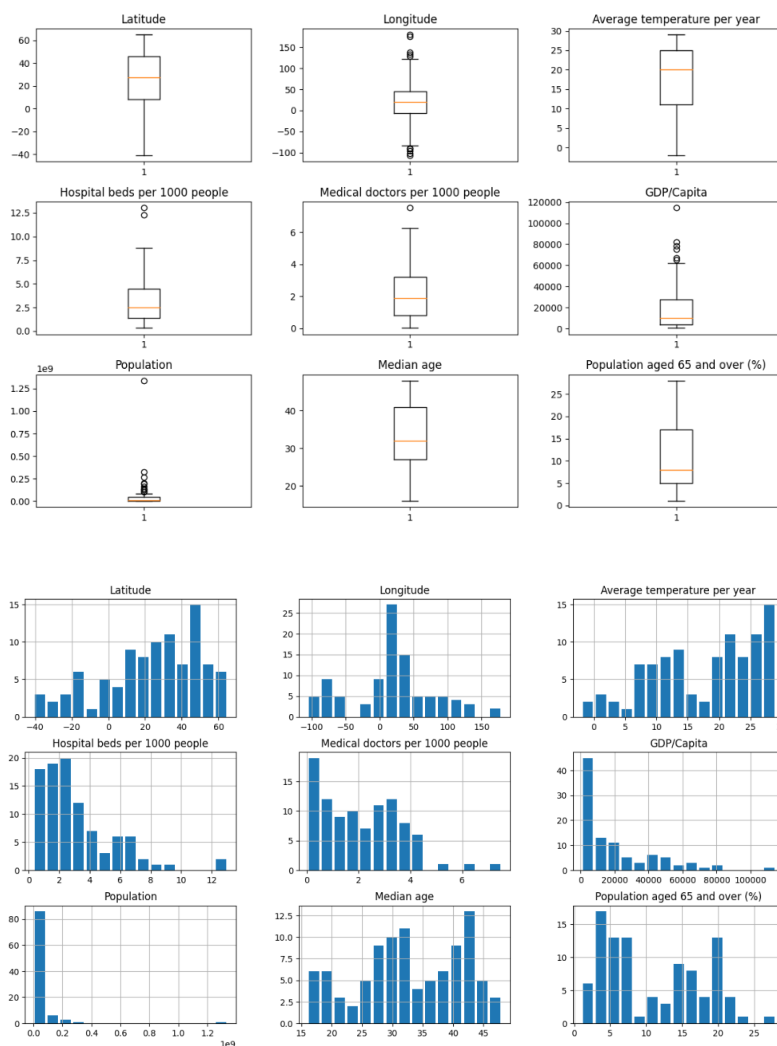 Latitude Longitude Average temperature per year
60 150 30
40 100 25
20 50 20
0 0 15
−20 −50 10
−40 −100 5
0
1 1 1
Hospital beds per 1000 people Medical doctors per 1000 people GDP/Capita
12.5 6 120000
10.0 4 100000
7.5 2 80000
5.0 0 60000
2.5 40000
0.0 20000
0
1 1 1
1e9 Population Median age Population aged 65 and over (%)
1.25 40 25
1.00 30 20
0.75 20 15
0.50 10
0.25 5
0.00 0
1 1 1
Latitude Longitude Average temperature per year
15 25 15
10 20 10
5 15 5
0 10 0
5
0
−40 −20 0 20 40 60 −100 −50 0 50 100 150 0 5 10 15 20 25
Hospital beds per 1000 people Medical doctors per 1000 people GDP/Capita
20 15 40
15 10 30
10 5 20
5 0 10
0 0
0 2 4 6 8 10 12 0 2 4 6 0 20000 40000 60000 80000 100000
Population Median age Population aged 65 and over (%)
80 12.5 15
60 10.0 10
40 7.5 5
20 5.0 0
0 2.5
0.0
0.0 0.2 0.4 0.6 0.8 1.0 1.2 15 20 25 30 35 40 45 0 5 10 15 20 25
1e9